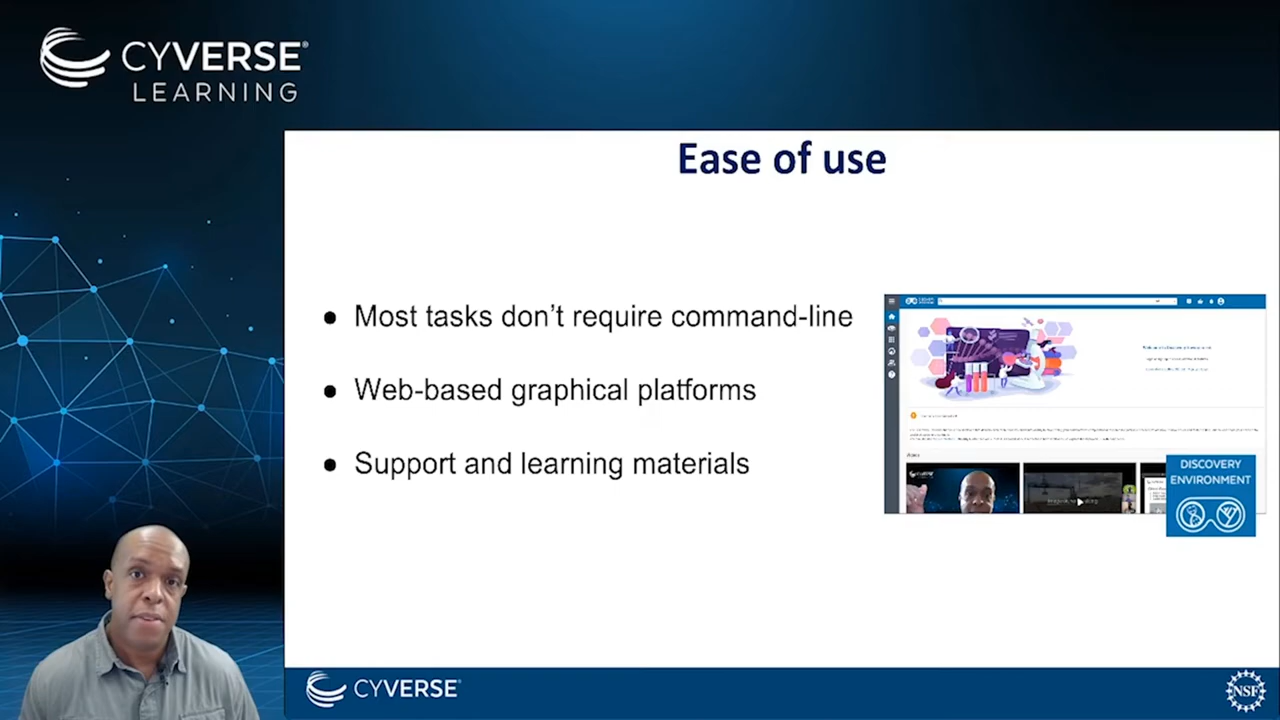 CYVERSE®
LEARNING
Ease of use
● Most tasks don’t require command-line
● Web-based graphical platforms
● Support and learning materials
DISCOVERY
ENVIRONMENT
CYVERSE®
NSF